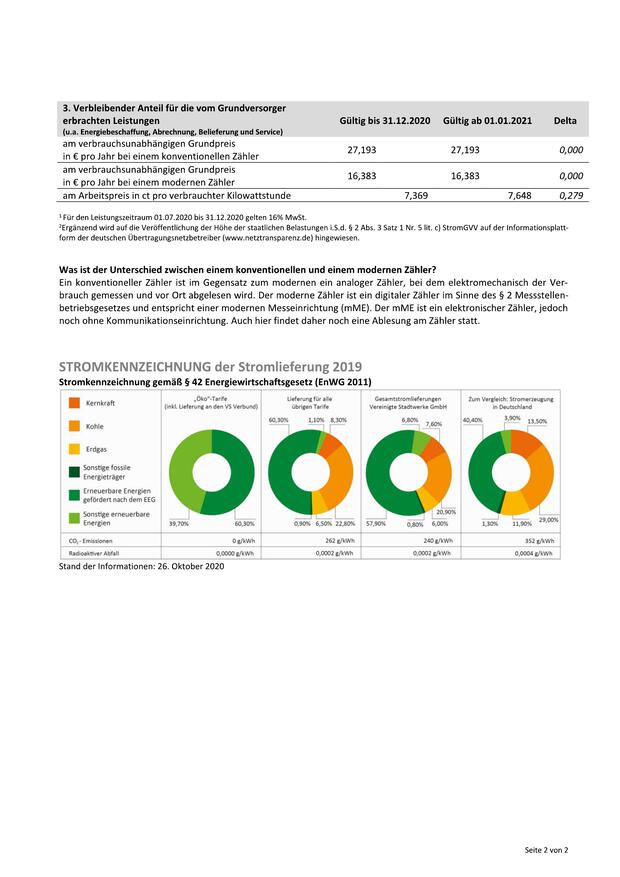 3. Verbleibender Anteil für die vom Grundversorger
erbrachten Leistungen
(u.a. Energiebeschaffung, Abrechnung, Belieferung und Service)
Gültig bis 31.12.2020 Gültig ab 01.01.2021 Delta
am verbrauchsunabhängigen Grundpreis
in € pro Jahr bei einem konventionellen Zähler
27,193 27,193 0,000
am verbrauchsunabhängigen Grundpreis
in € pro Jahr bei einem modernen Zähler
16,383 16,383 0,000
am Arbeitspreis in ct pro verbrauchter Kilowattstunde 7,369 7,648 0,279
¹ Für den Leistungszeitraum 01.07.2020 bis 31.12.2020 gelten 16% MwSt.
²Ergänzend wird auf die Veröffentlichung der Höhe der staatlichen Belastungen i.S.d. § 2 Abs. 3 Satz 1 Nr. 5 lit. c) StromGVV auf der Informationsplatt-
form der deutschen Übertragungsnetzbetreiber (www.netztransparenz.de) hingewiesen.
Was ist der Unterschied zwischen einem konventionellen und einem modernen Zähler?
Ein konventioneller Zähler ist im Gegensatz zum modernen ein analoger Zähler, bei dem elektromechanisch der Ver-
brauch gemessen und vor Ort abgelesen wird. Der moderne Zähler ist ein digitaler Zähler im Sinne des § 2 Messstellen-
betriebsgesetzes und entspricht einer modernen Messeinrichtung (mME). Der mME ist ein elektronischer Zähler, jedoch
noch ohne Kommunikationseinrichtung. Auch hier findet daher noch eine Ablesung am Zähler statt.
STROMKENNZEICHNUNG der Stromlieferung 2019
Stromkennzeichnung gemäß § 42 Energiewirtschaftsgesetz (EnWG 2011)
Kernkraft
Kohle
Erdgas
Sonstige fossile
Energieträger
Erneuerbare Energien
gefördert nach dem EEG
Sonstige erneuerbare
Energien
„Öko“-Tarife
(inkl. Lieferung an den VS Verbund)
39,70% 60,30%
Lieferung für alle
übrigen Tarife
60,30% 1,10% 8,30%
0,90% 6,50% 22,80%
Gesamtstromlieferungen
Vereinigte Stadtwerke GmbH
6,80% 7,60%
20,90%
57,90% 0,80% 6,00%
Zum Vergleich: Stromerzeugung
in Deutschland
40,40% 3,90% 13,50%
1,30% 11,90% 29,00%
CO₂ - Emissionen 0 g/kWh 262 g/kWh 240 g/kWh 352 g/kWh
Radioaktiver Abfall 0,0000 g/kWh 0,0002 g/kWh 0,0002 g/kWh 0,0004 g/kWh
Stand der Informationen: 26. Oktober 2020
Seite 2 von 2